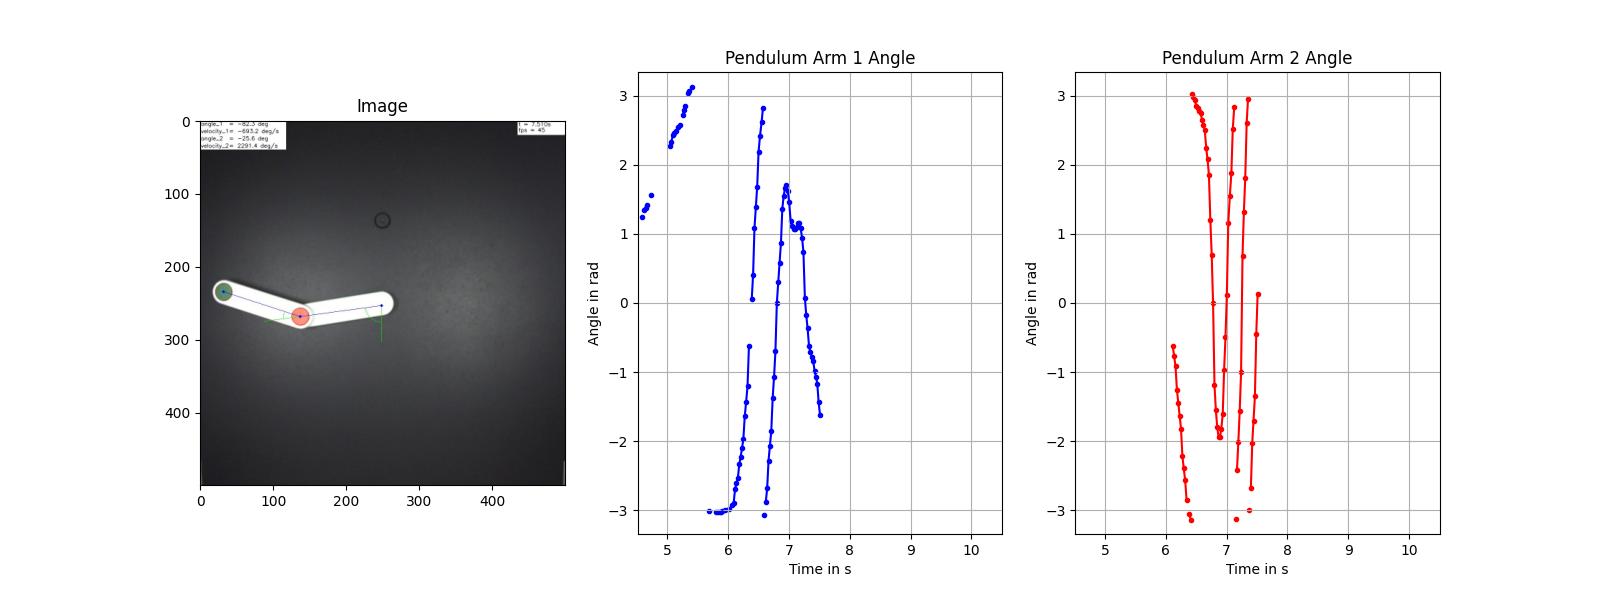 Image
angle_1 = -82.3 deg
velocity_1= -693.2 deg/s
angle_2 = -25.6 deg
velocity_2= 2291.4 deg/s
t = 7.510s
fps = 45
0
100
200
300
400
0 100 200 300 400
Pendulum Arm 1 Angle
Angle in rad
3
2
1
0
−1
−2
−3
5 6 7 8 9 10
Time in s
Pendulum Arm 2 Angle
Angle in rad
3
2
1
0
−1
−2
−3
5 6 7 8 9 10
Time in s